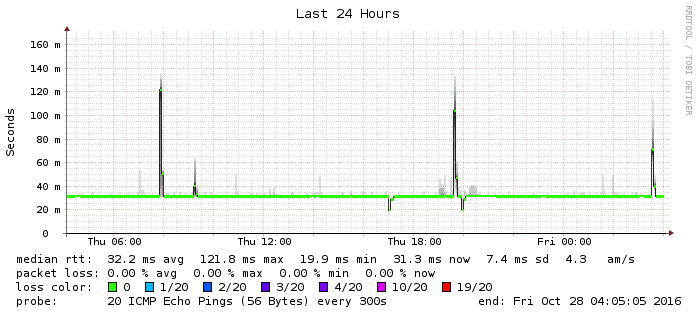 Last 24 Hours
RRDTOOL / TOBI OETIKER
Seconds
160 m
140 m
120 m
100 m
80 m
60 m
40 m
20 m
0
Thu 06:00 Thu 12:00 Thu 18:00 Fri 00:00
median rtt: 32.2 ms avg 121.8 ms max 19.9 ms min 31.3 ms now 7.4 ms sd 4.3 am/s
packet loss: 0.00 % avg 0.00 % max 0.00 % min 0.00 % now
loss color: 0 1/20 2/20 3/20 4/20 10/20 19/20
probe: 20 ICMP Echo Pings (56 Bytes) every 300s end: Fri Oct 28 04:05:05 2016